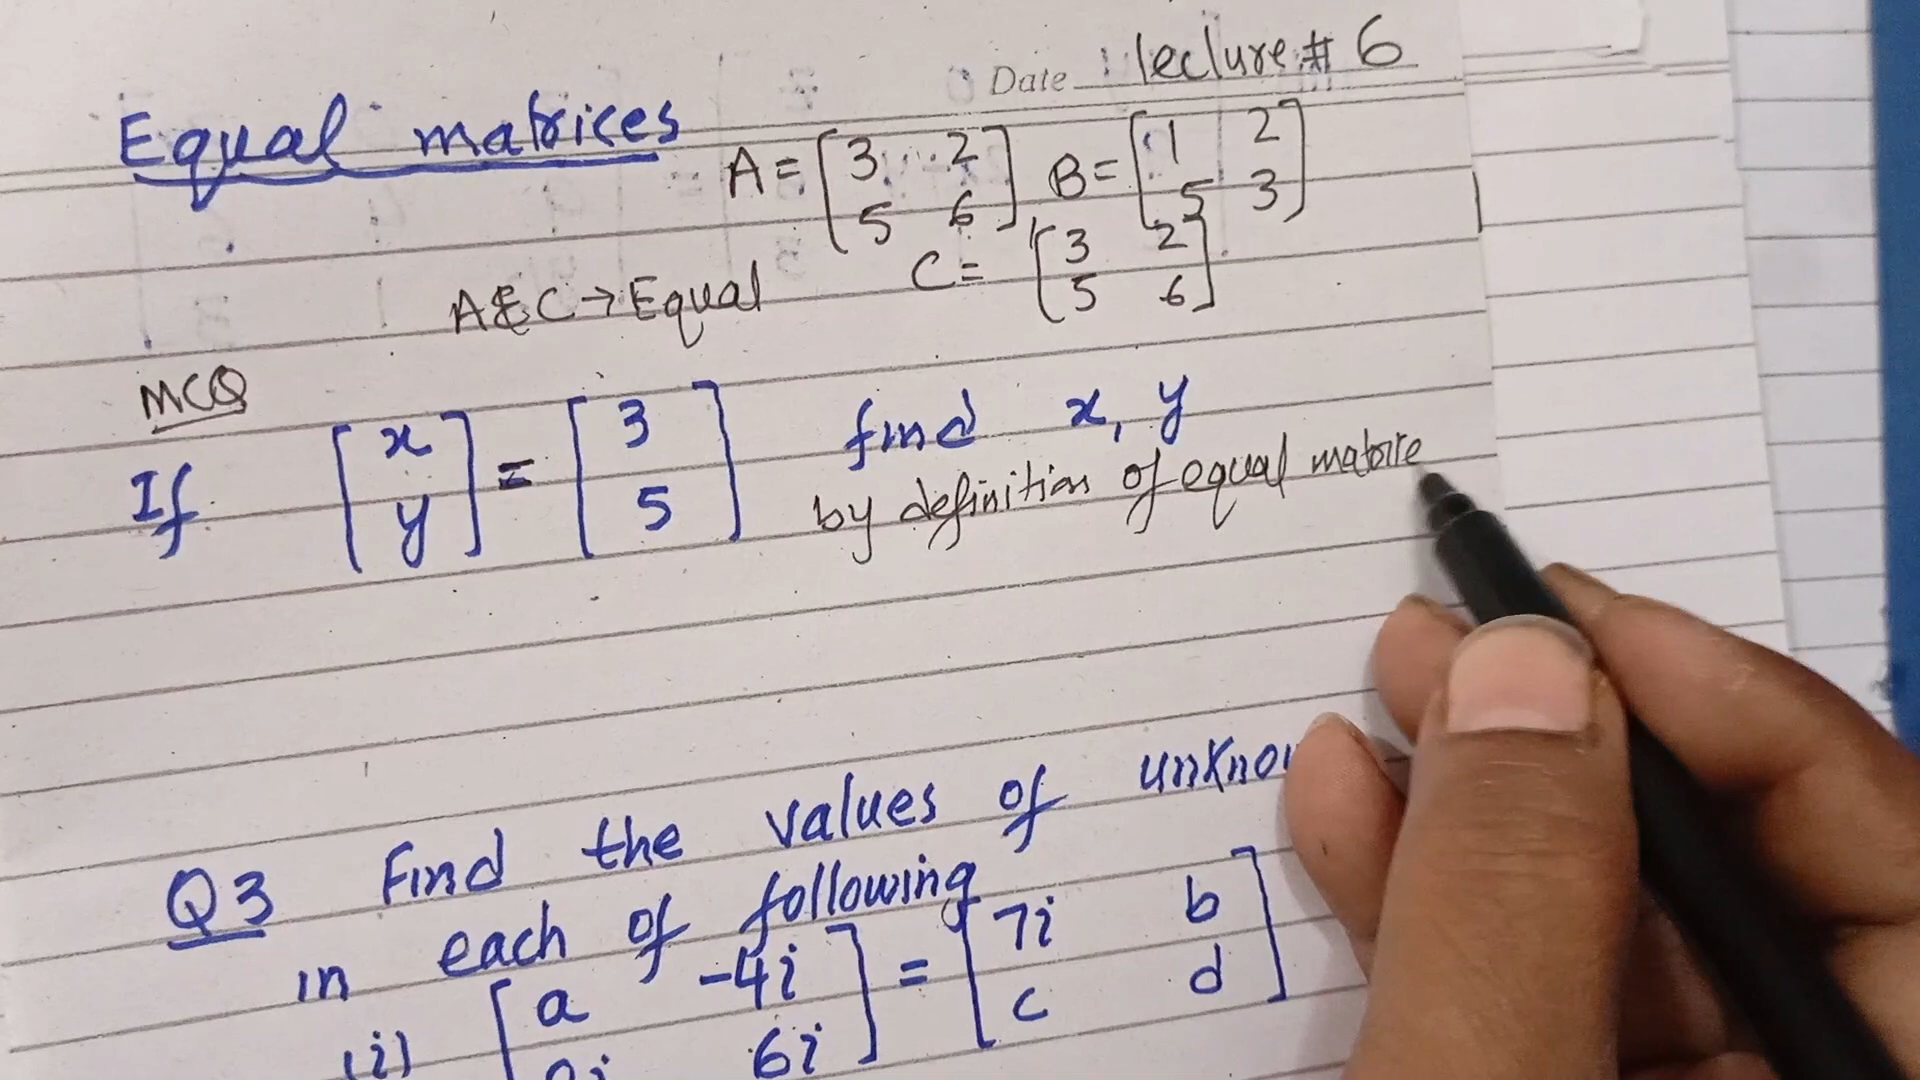 Date lecture # 6
Equal matrices
A = [3 2
5 6] B = [1 2
5 3]
A & C → Equal C = [3 2
5 6]
MCQ
If [x
y] = [3
5] find x, y
by definition of equal matrice
Q3 Find the values of
in each of following
(i) [a -4i
6i] = [7i b
c d]